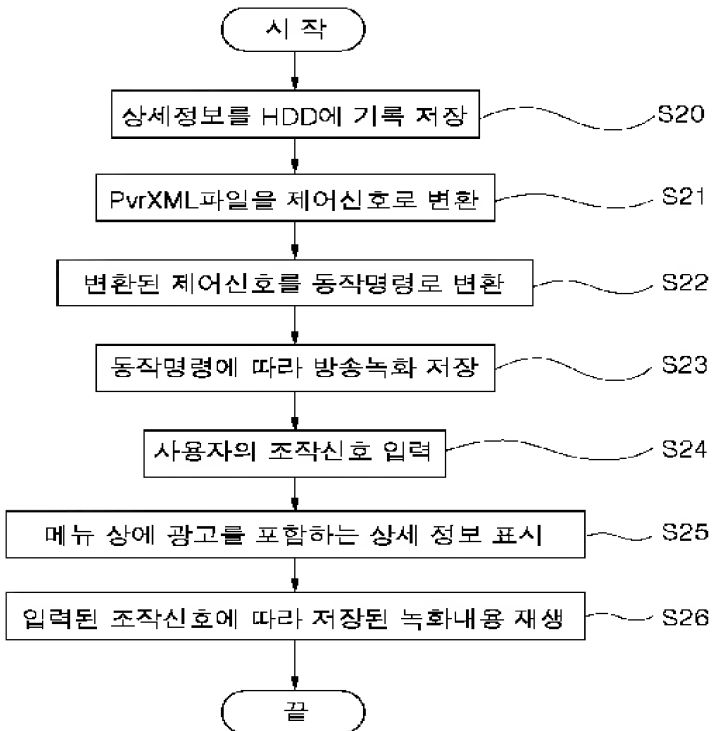 시 작
상세정보를 HDD에 기록 저장 S20
PvrXML파일을 제어신호로 변환 S21
변환된 제어신호를 동작명령로 변환 S22
동작명령에 따라 방송녹화 저장 S23
사용자의 조작신호 입력 S24
메뉴 상에 광고를 포함하는 상세 정보 표시 S25
입력된 조작신호에 따라 저장된 녹화내용 재생 S26
끝